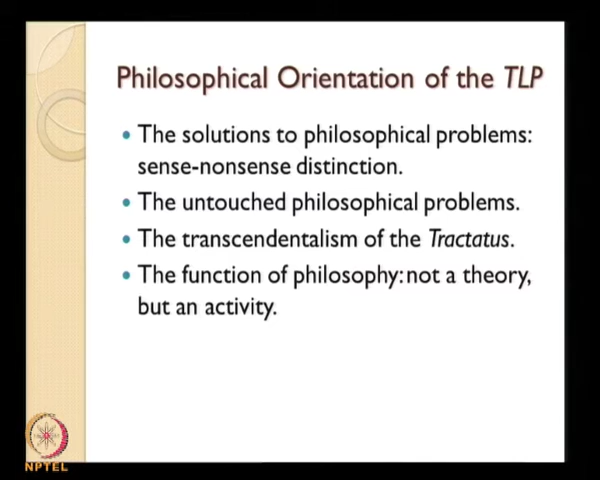 Philosophical Orientation of the TLP
• The solutions to philosophical problems:
sense-nonsense distinction.
• The untouched philosophical problems.
• The transcendentalism of the Tractatus.
• The function of philosophy: not a theory,
but an activity.
NPTEL